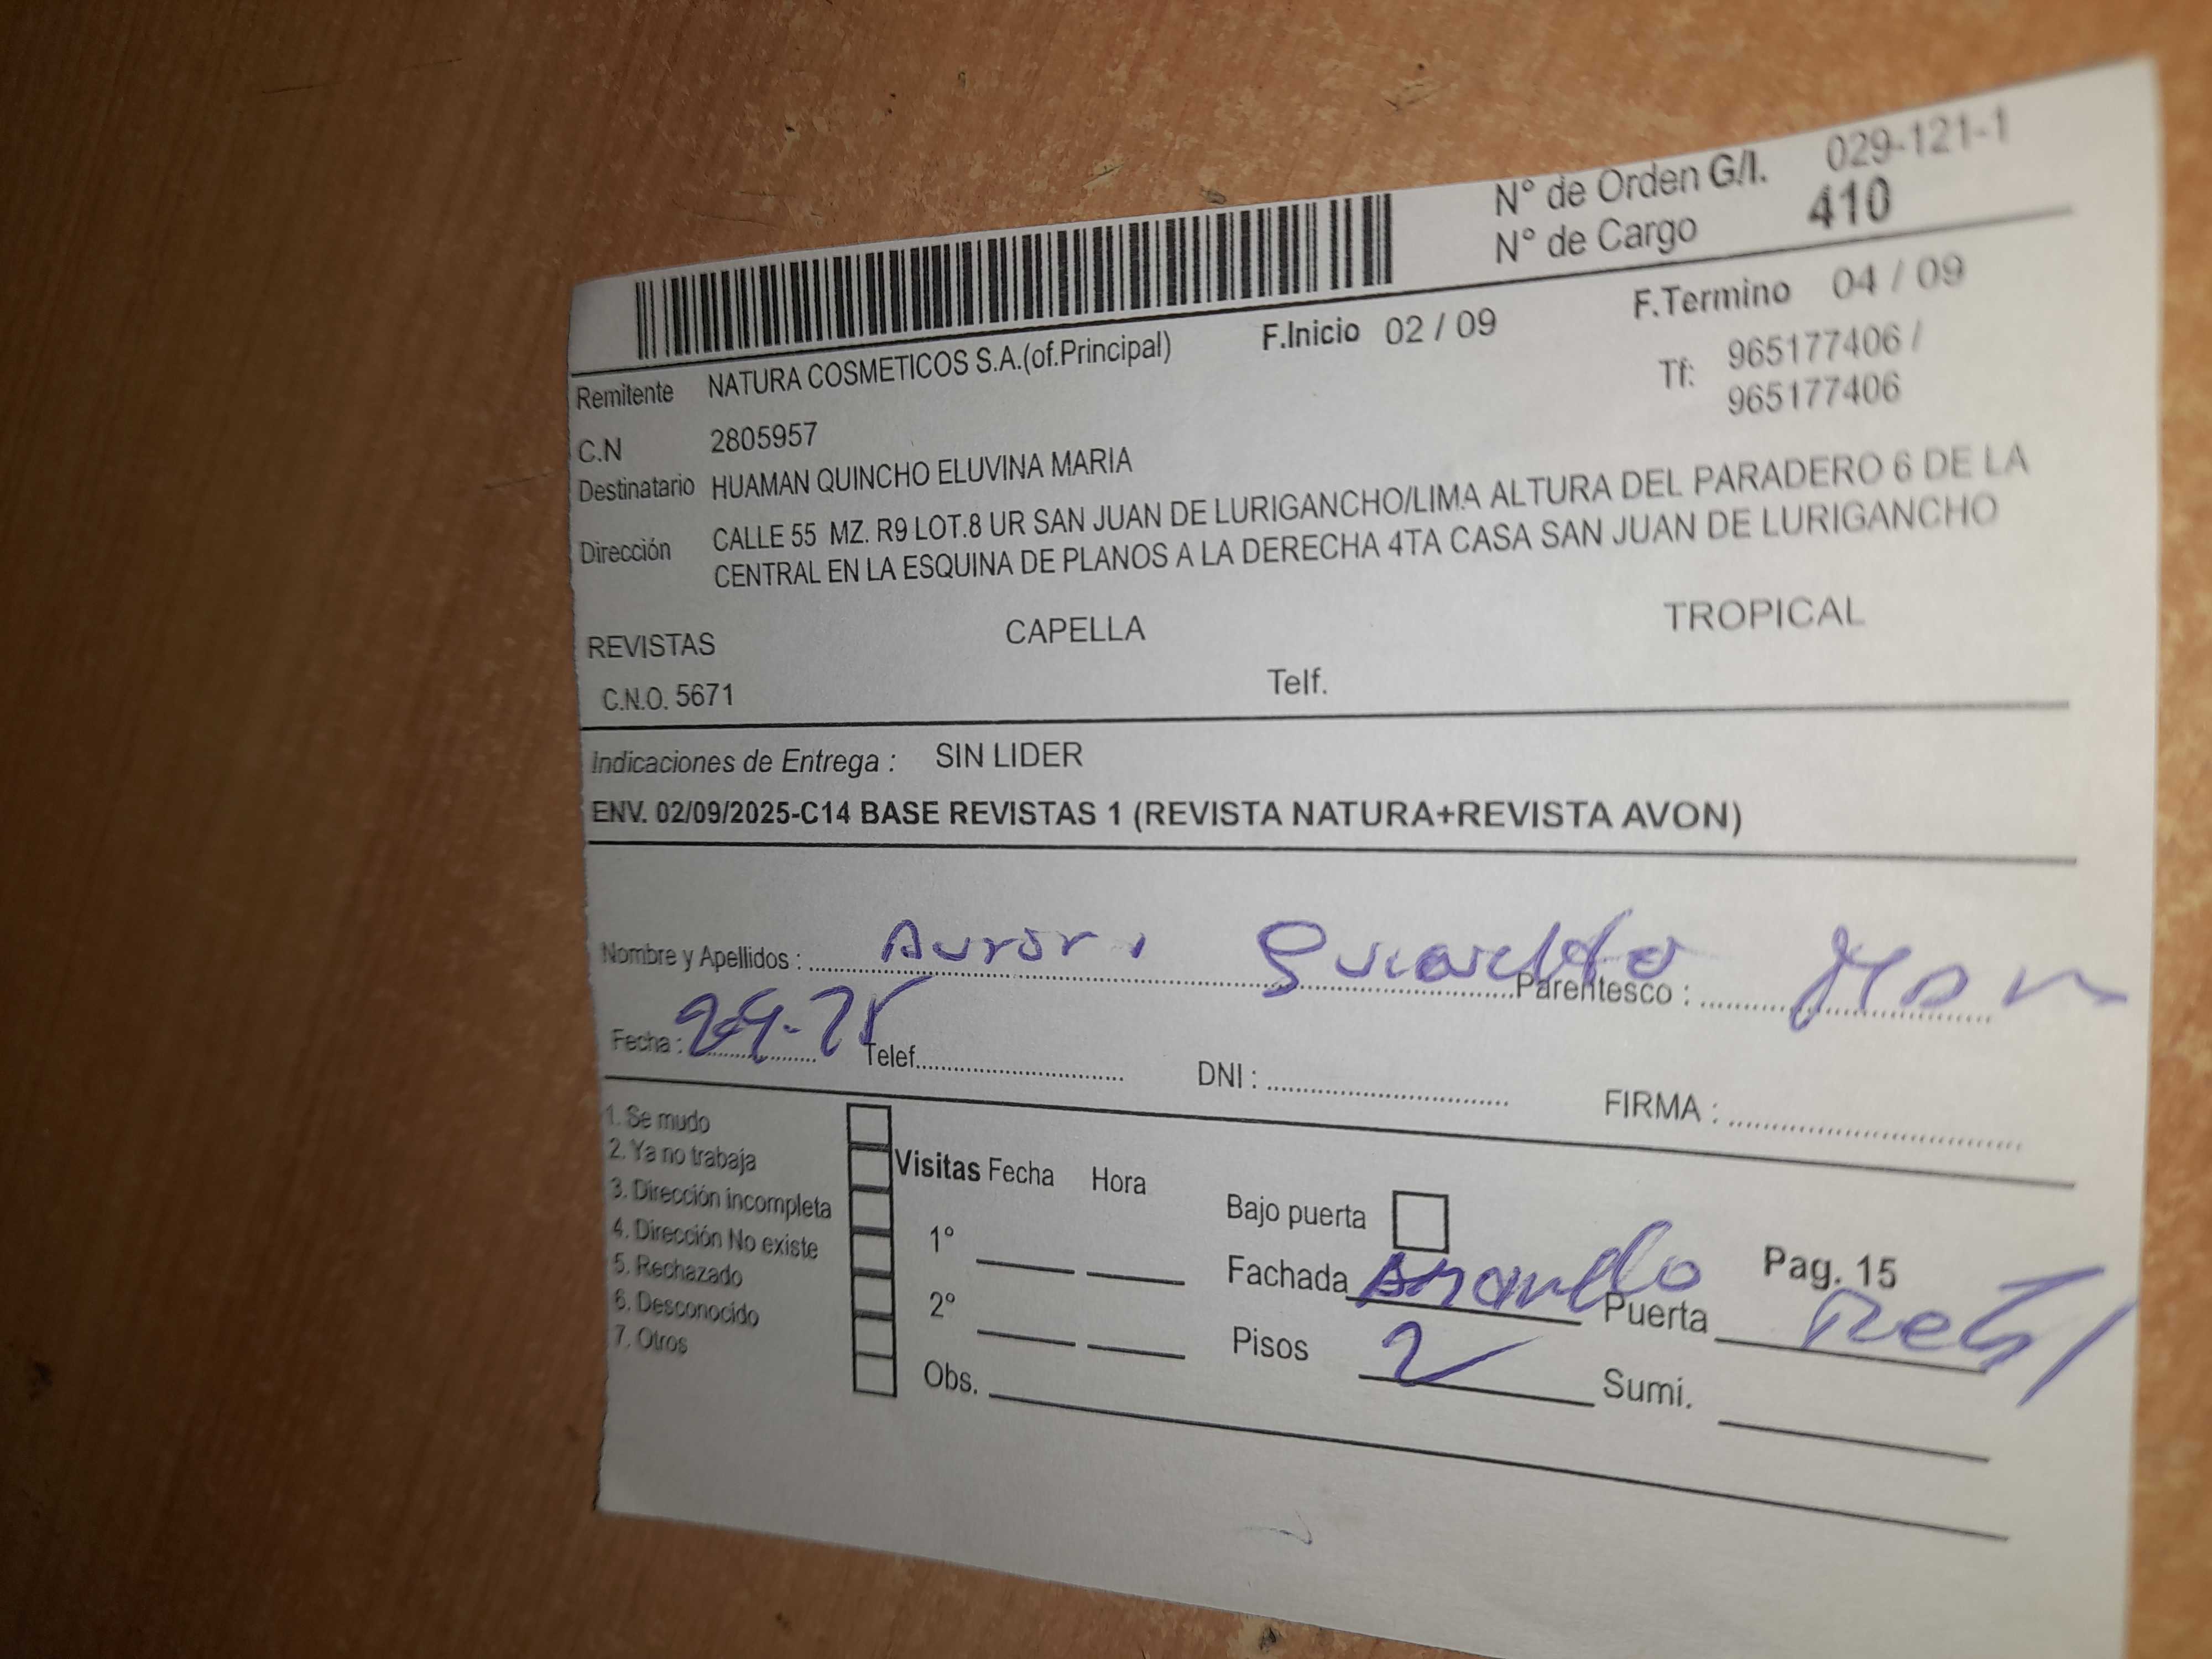 N° de Orden G/I. 029-121-1
N° de Cargo 410
F.Inicio 02 / 09 F.Termino 04 / 09
Remitente NATURA COSMETICOS S.A.(of.Principal) Tf: 965177406 /
965177406
C.N 2805957
Destinatario HUAMAN QUINCHO ELUVINA MARIA
Dirección CALLE 55 MZ. R9 LOT.8 UR SAN JUAN DE LURIGANCHO/LIMA ALTURA DEL PARADERO 6 DE LA
CENTRAL EN LA ESQUINA DE PLANOS A LA DERECHA 4TA CASA SAN JUAN DE LURIGANCHO
REVISTAS CAPELLA TROPICAL
C.N.O. 5671 Telf.
Indicaciones de Entrega : SIN LIDER
ENV. 02/09/2025-C14 BASE REVISTAS 1 (REVISTA NATURA+REVISTA AVON)
Nombre y Apellidos : Parentesco :
Fecha : Telef. DNI : FIRMA :
1. Se mudo
2. Ya no trabaja
3. Dirección incompleta
4. Dirección No existe
5. Rechazado
6. Desconocido
7. Otros
Visitas Fecha Hora
1°
2°
Obs.
Bajo puerta
Pag. 15
Fachada Puerta
Pisos 2 Sumi.